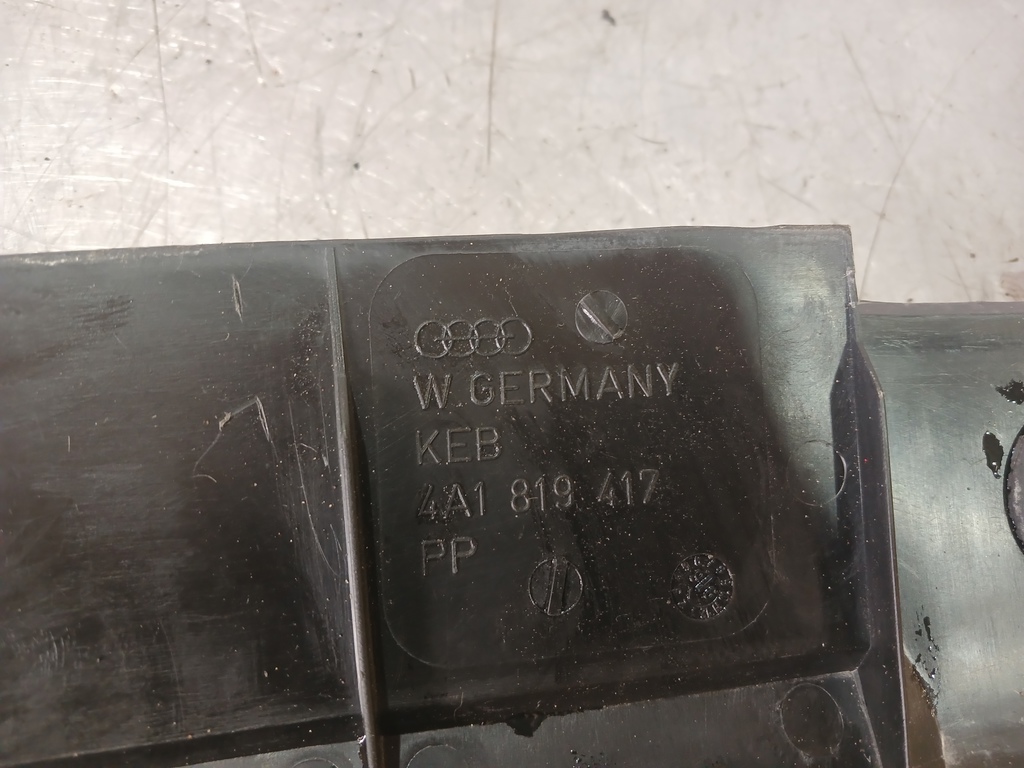 W. GERMANY
KEB
4A1 819 417
PP